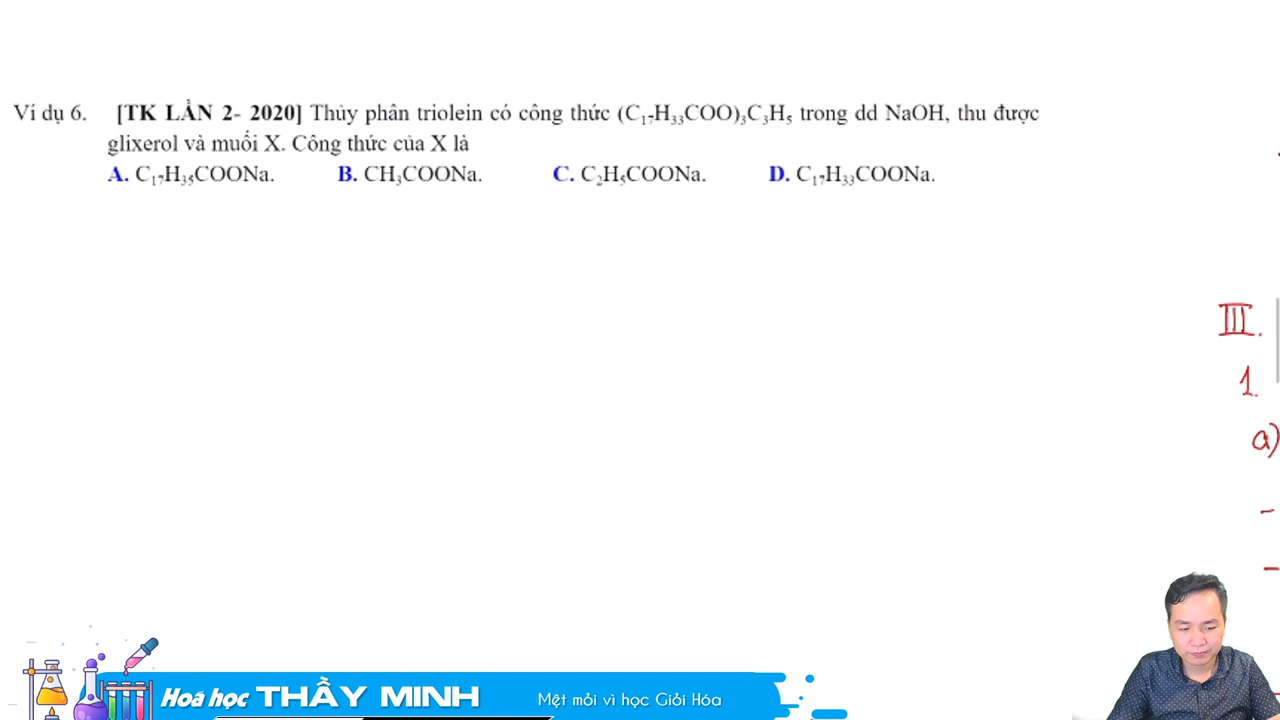 Ví dụ 6. [TK LẦN 2- 2020] Thủy phân triolein có công thức (C₁₇H₃₃COO)₃C₃H₅ trong dd NaOH, thu được
glixerol và muối X. Công thức của X là
A. C₁₇H₃₅COONa. B. CH₃COONa. C. C₂H₅COONa. D. C₁₇H₃₃COONa.
III.
1.
a)
-
-
Hoá học THẦY MINH
Mệt mỏi vì học Giỏi Hóa